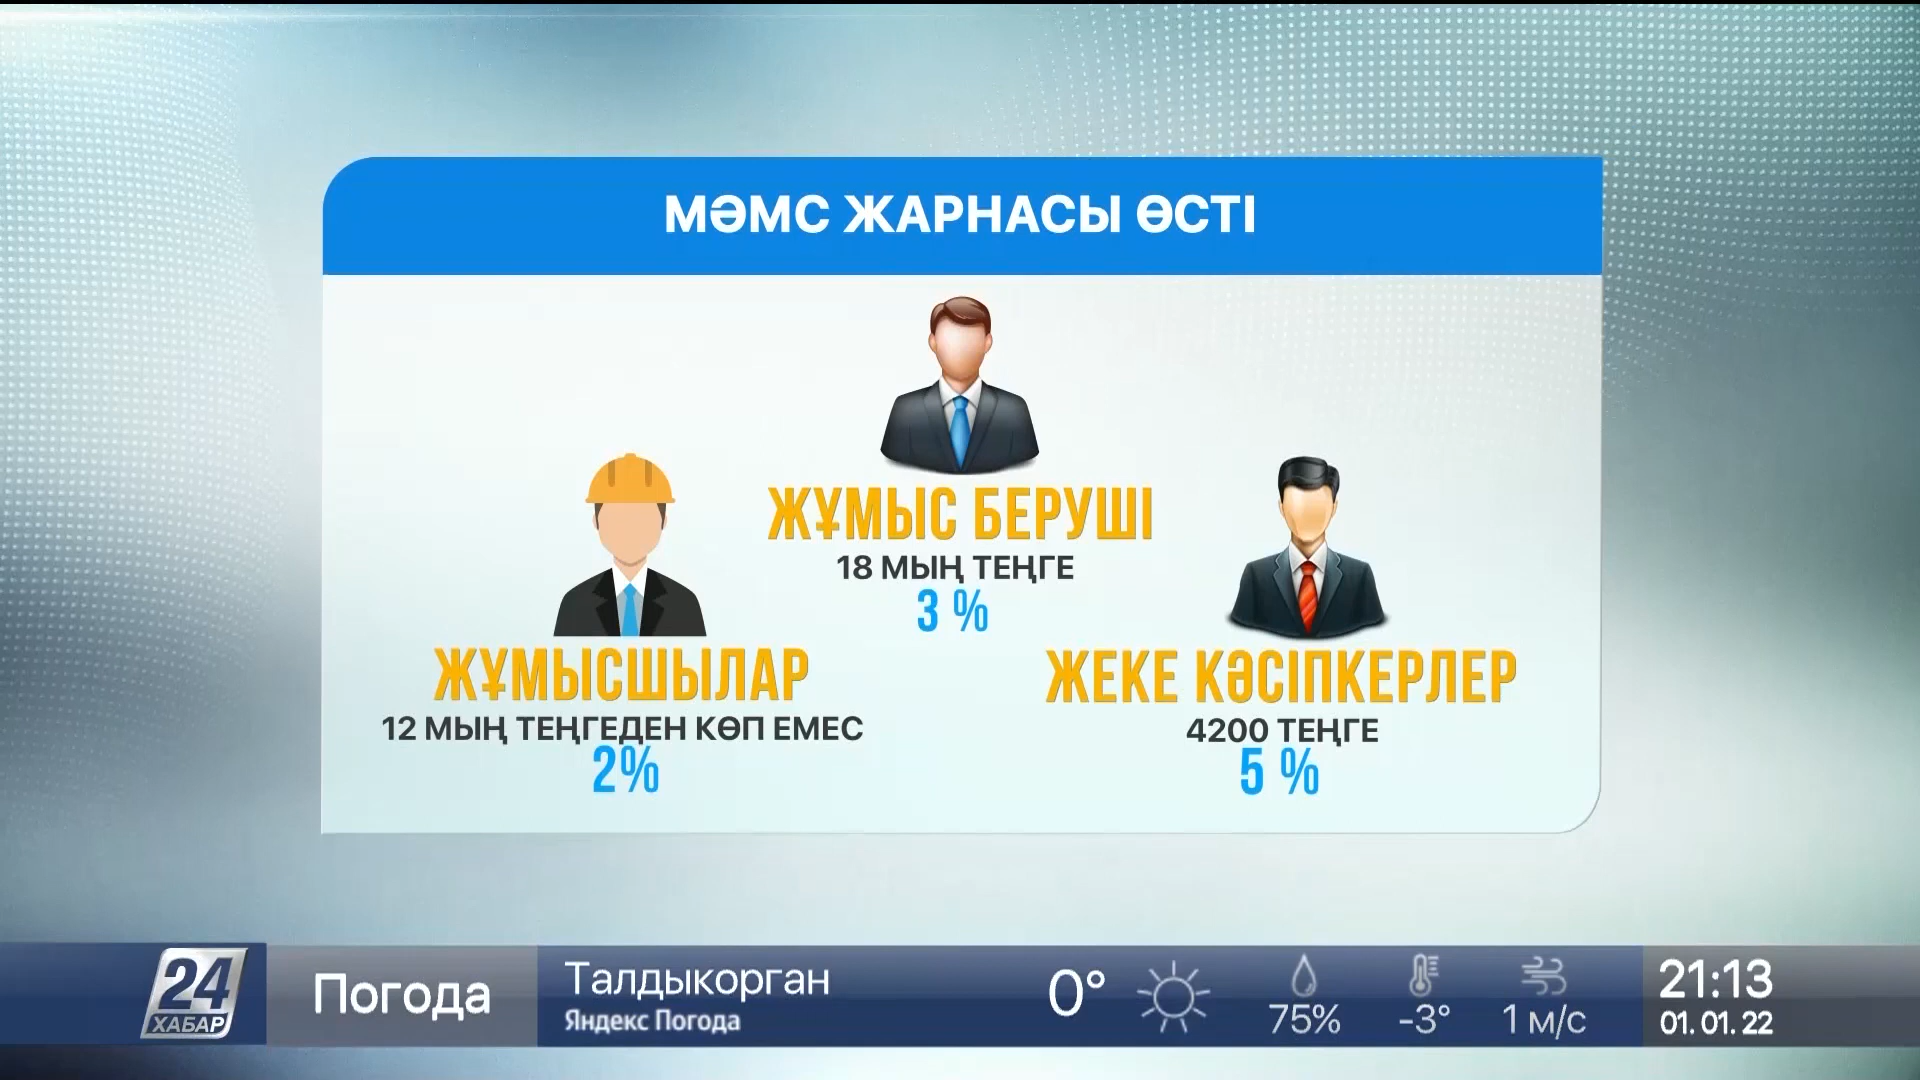 МӘМС ЖАРНАСЫ ӨСТІ
ЖҰМЫС БЕРУШІ
18 МЫҢ ТЕҢГЕ
3 %
ЖҰМЫСШЫЛАР
12 МЫҢ ТЕҢГЕДЕН КӨП ЕМЕС
2%
ЖЕКЕ КӘСІПКЕРЛЕР
4200 ТЕҢГЕ
5 %
24
ХАБАР
Погода
Талдыкорган
Яндекс Погода
0°
75%
-3°
1 м/с
21:13
01. 01. 22